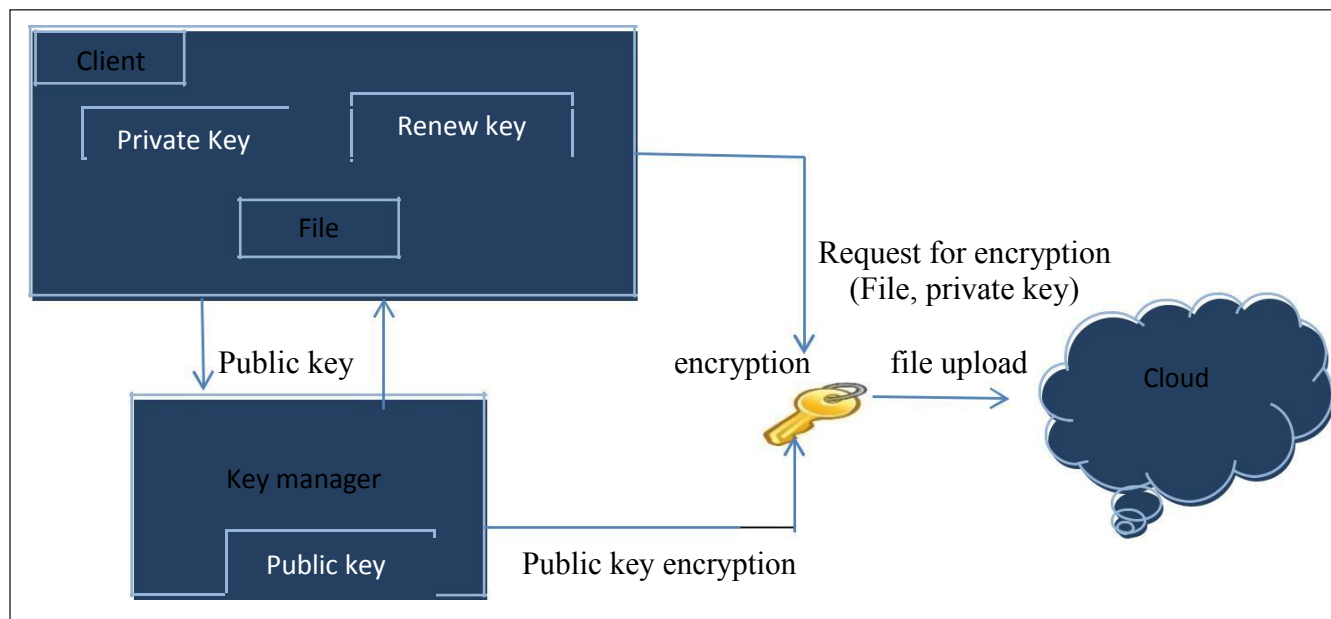 Client
Private Key
Renew key
File
Request for encryption
(File, private key)
Public key
encryption
file upload
Cloud
Key manager
Public key
Public key encryption